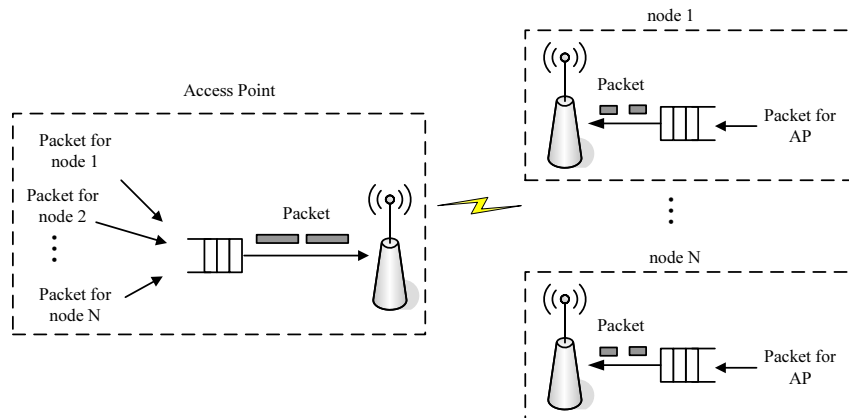 Access Point
Packet for
node 1
Packet for
node 2
Packet for
node N
Packet
node 1
Packet
Packet for
AP
node N
Packet
Packet for
AP